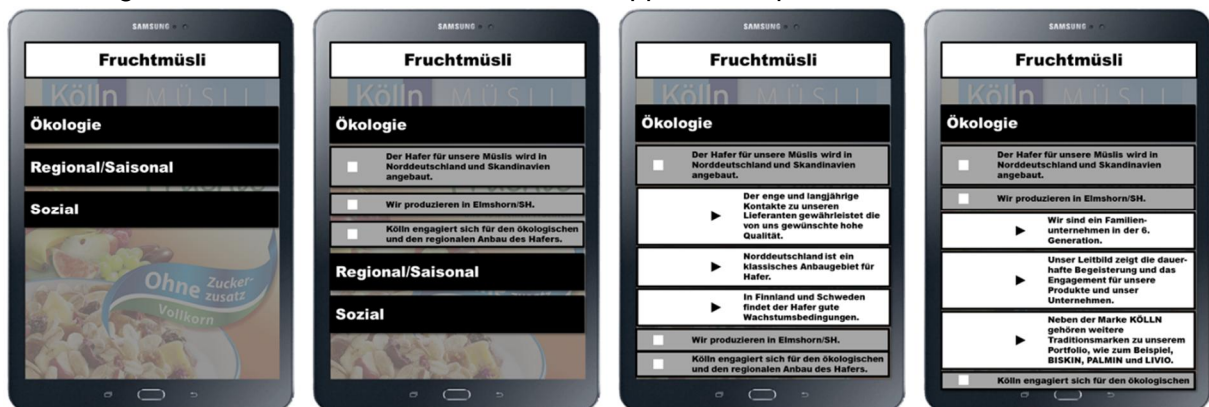 SAMSUNG
Fruchtmüsli
Kölln MÜSLI
Ökologie
Regional/Saisonal
Sozial
Ohne Zucker-
zusatz
Vollkorn
SAMSUNG
Fruchtmüsli
Kölln MÜSLI
Ökologie
Der Hafer für unsere Müslis wird in
Norddeutschland und Skandinavien
angebaut.
Wir produzieren in Elmshorn/SH.
Kölln engagiert sich für den ökologischen
und den regionalen Anbau des Hafers.
Regional/Saisonal
Sozial
SAMSUNG
Fruchtmüsli
Kölln MÜSLI
Ökologie
Der Hafer für unsere Müslis wird in
Norddeutschland und Skandinavien
angebaut.
Der enge und langjährige
Kontakte zu unseren
Lieferanten gewährleistet die
von uns gewünschte hohe
Qualität.
Norddeutschland ist ein
klassisches Anbaugebiet für
Hafer.
In Finnland und Schweden
findet der Hafer gute
Wachstumsbedingungen.
Wir produzieren in Elmshorn/SH.
Kölln engagiert sich für den ökologischen
und den regionalen Anbau des Hafers.
SAMSUNG
Fruchtmüsli
Kölln MÜSLI
Ökologie
Der Hafer für unsere Müslis wird in
Norddeutschland und Skandinavien
angebaut.
Wir produzieren in Elmshorn/SH.
Wir sind ein Familien-
unternehmen in der 6.
Generation.
Unser Leitbild zeigt die dauer-
hafte Begeisterung und das
Engagement für unsere
Produkte und unser
Unternehmen.
Neben der Marke KÖLLN
gehören weitere
Traditionsmarken zu unserem
Portfolio, wie zum Beispiel,
BISKIN, PALMIN und LIVIO.
Kölln engagiert sich für den ökologischen